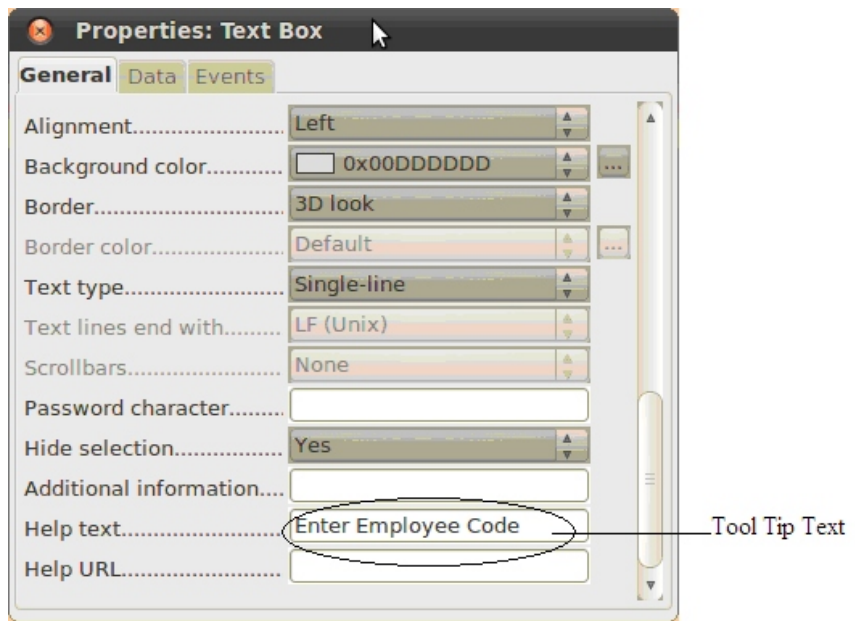 Properties: Text Box
General Data Events
Alignment....................... Left
Background color............ 0x00DDDDDD ...
Border............................. 3D look
Border color.................... Default ...
Text type........................ Single-line
Text lines end with......... LF (Unix)
Scrollbars....................... None
Password character........
Hide selection................. Yes
Additional information....
Help text......................... Enter Employee Code Tool Tip Text
Help URL........................